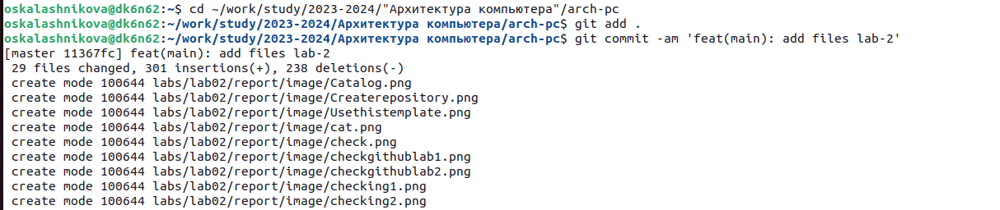 oskalashnikova@dk6n62:~$ cd ~/work/study/2023-2024/"Архитектура компьютера"/arch-pc
oskalashnikova@dk6n62:~/work/study/2023-2024/Архитектура компьютера/arch-pc$ git add .
oskalashnikova@dk6n62:~/work/study/2023-2024/Архитектура компьютера/arch-pc$ git commit -am 'feat(main): add files lab-2'
[master 11367fc] feat(main): add files lab-2
 29 files changed, 301 insertions(+), 238 deletions(-)
 create mode 100644 labs/lab02/report/image/Catalog.png
 create mode 100644 labs/lab02/report/image/Createrepository.png
 create mode 100644 labs/lab02/report/image/Usethistemplate.png
 create mode 100644 labs/lab02/report/image/cat.png
 create mode 100644 labs/lab02/report/image/check.png
 create mode 100644 labs/lab02/report/image/checkgithublab1.png
 create mode 100644 labs/lab02/report/image/checkgithublab2.png
 create mode 100644 labs/lab02/report/image/checking1.png
 create mode 100644 labs/lab02/report/image/checking2.png